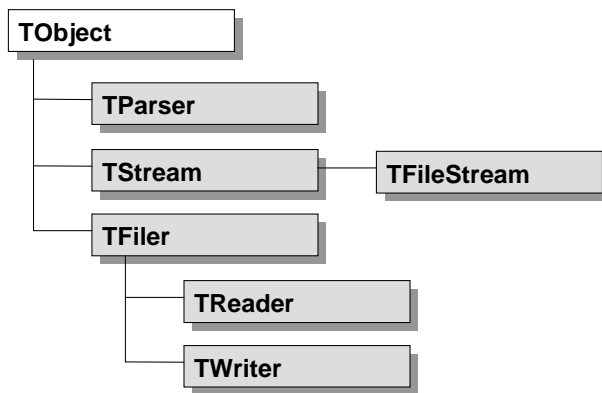 TObject
TParser
TStream
TFileStream
TFiler
TReader
TWriter